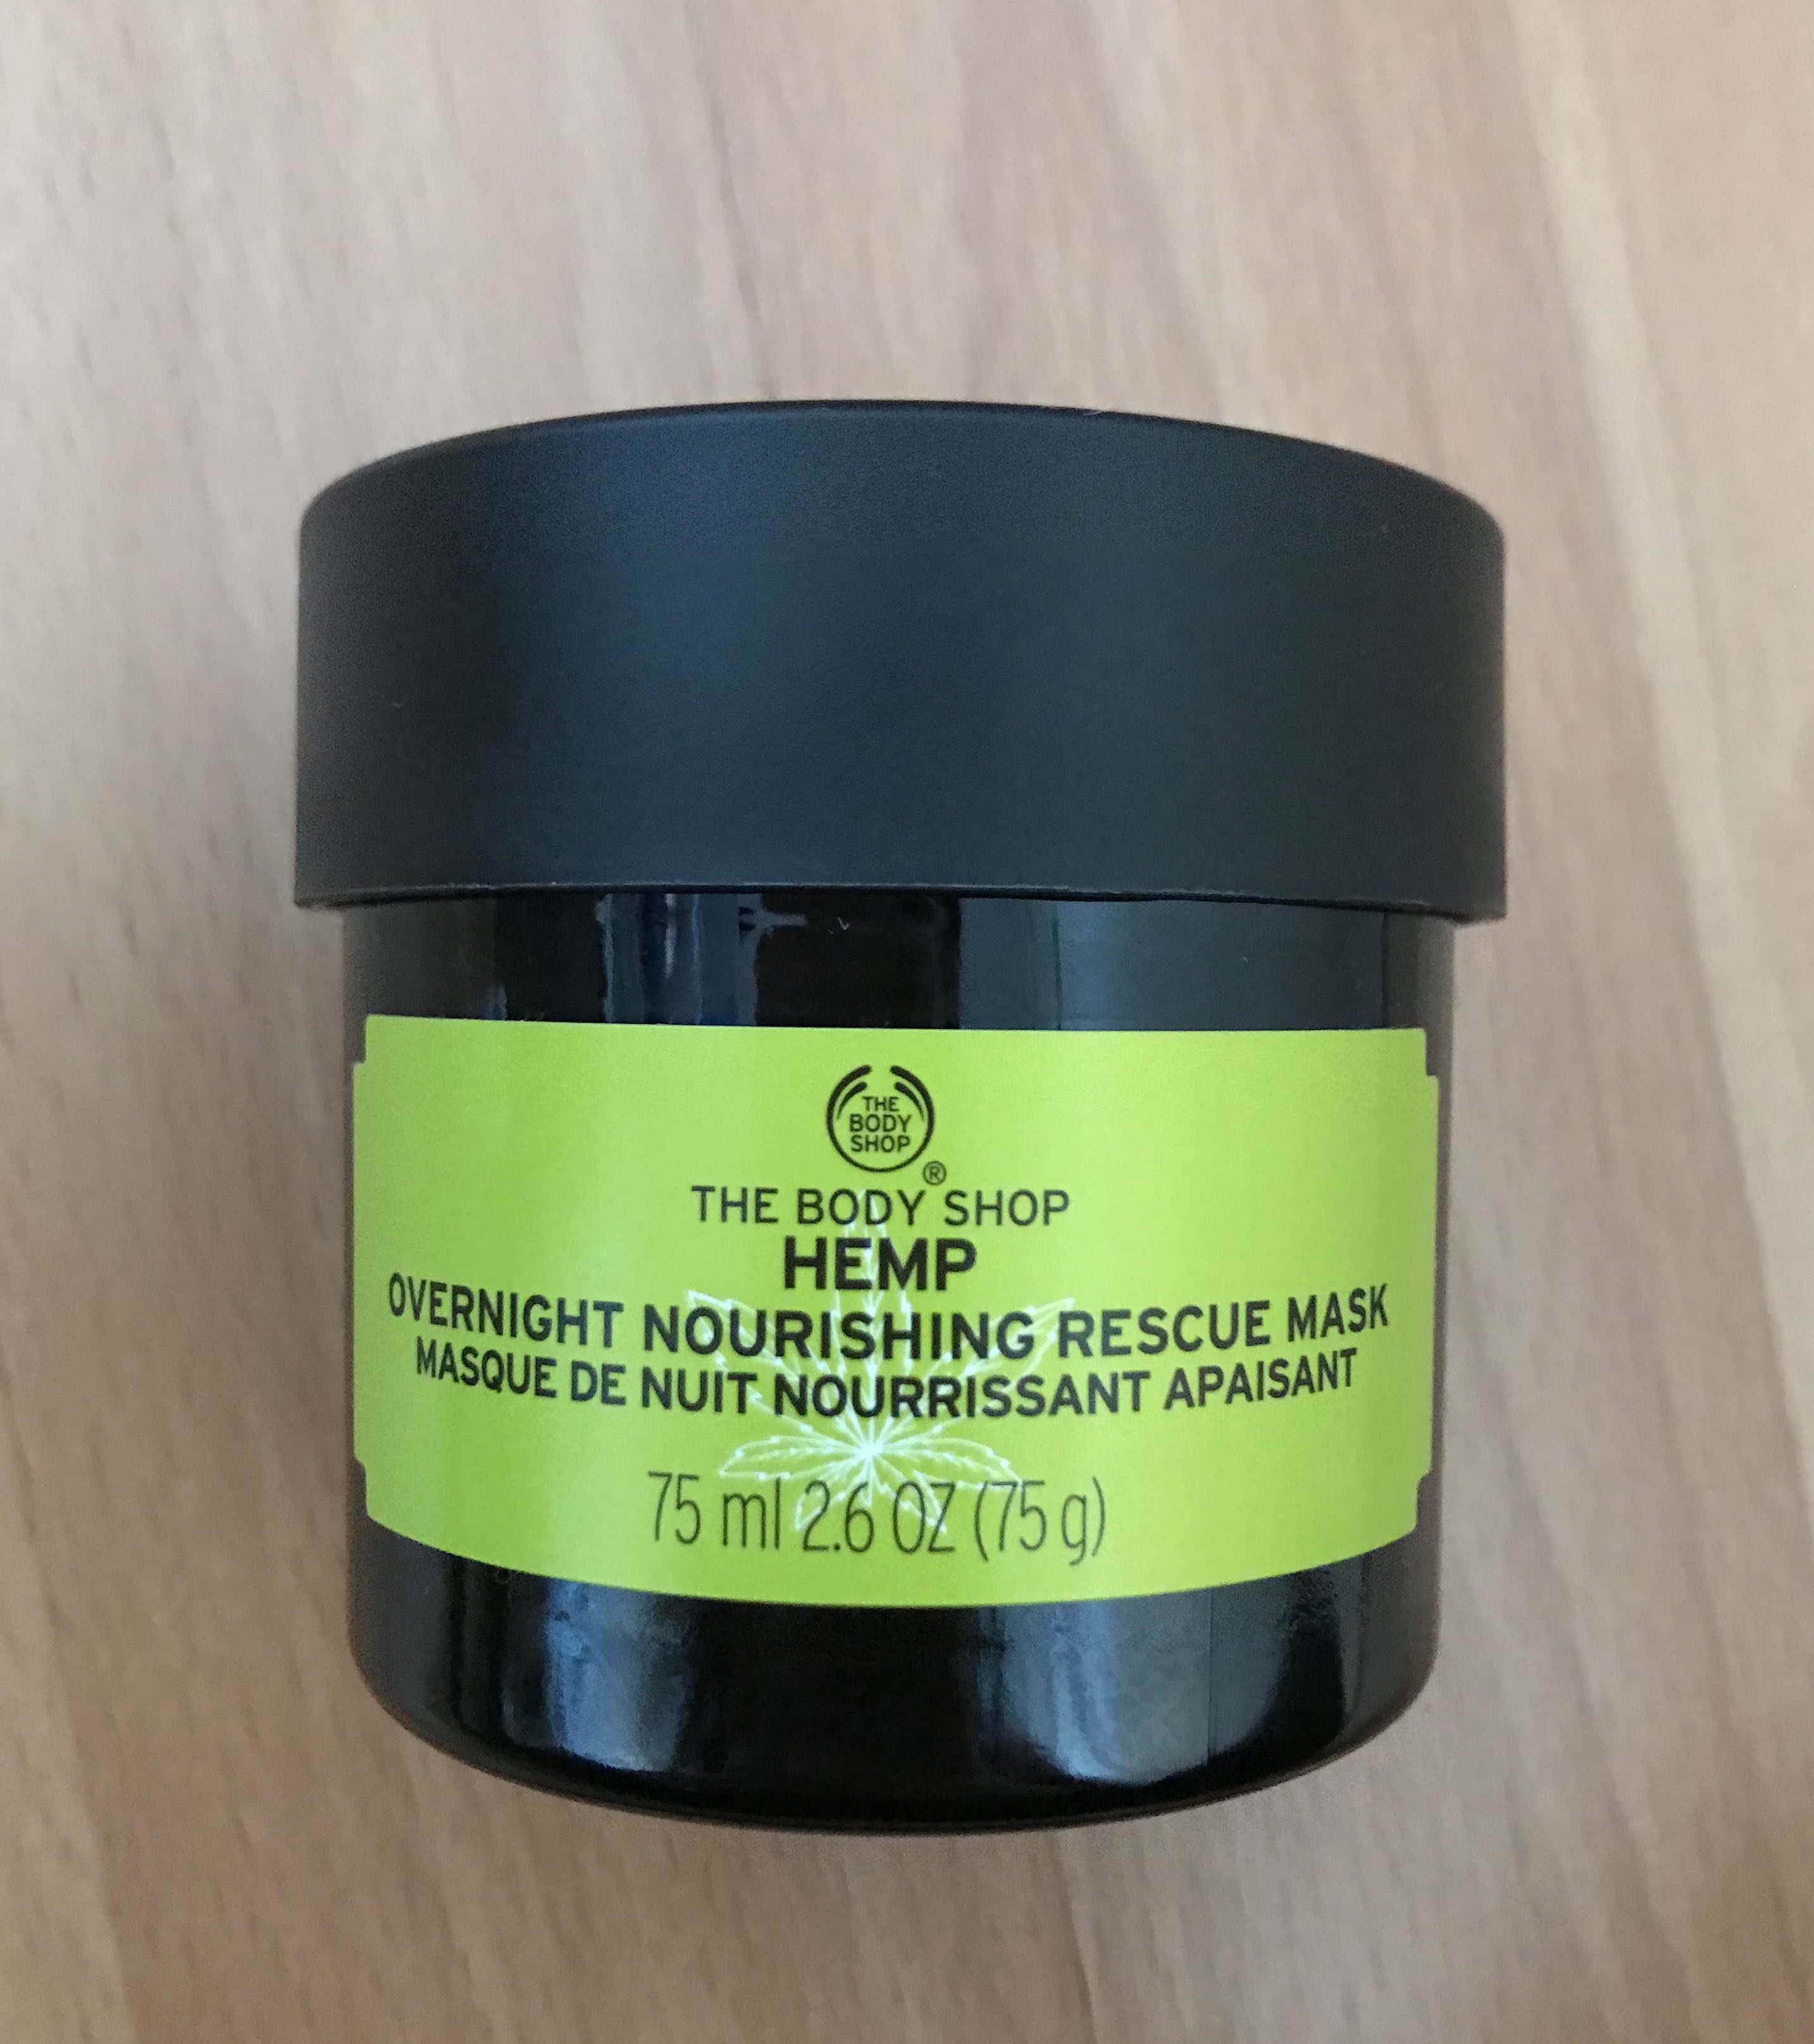 THE
BODY
SHOP
®
THE BODY SHOP
HEMP
OVERNIGHT NOURISHING RESCUE MASK
MASQUE DE NUIT NOURRISSANT APAISANT
75 ml 2.6 OZ (75 g)